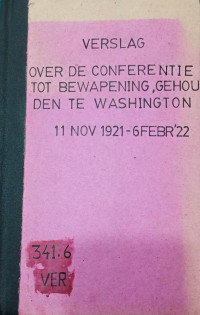 VERSLAG
OVER DE CONFERENTIE
TOT BEWAPENING, GEHOU
DEN TE WASHINGTON
11 NOV 1921-6FEBR'22
341.6
VER